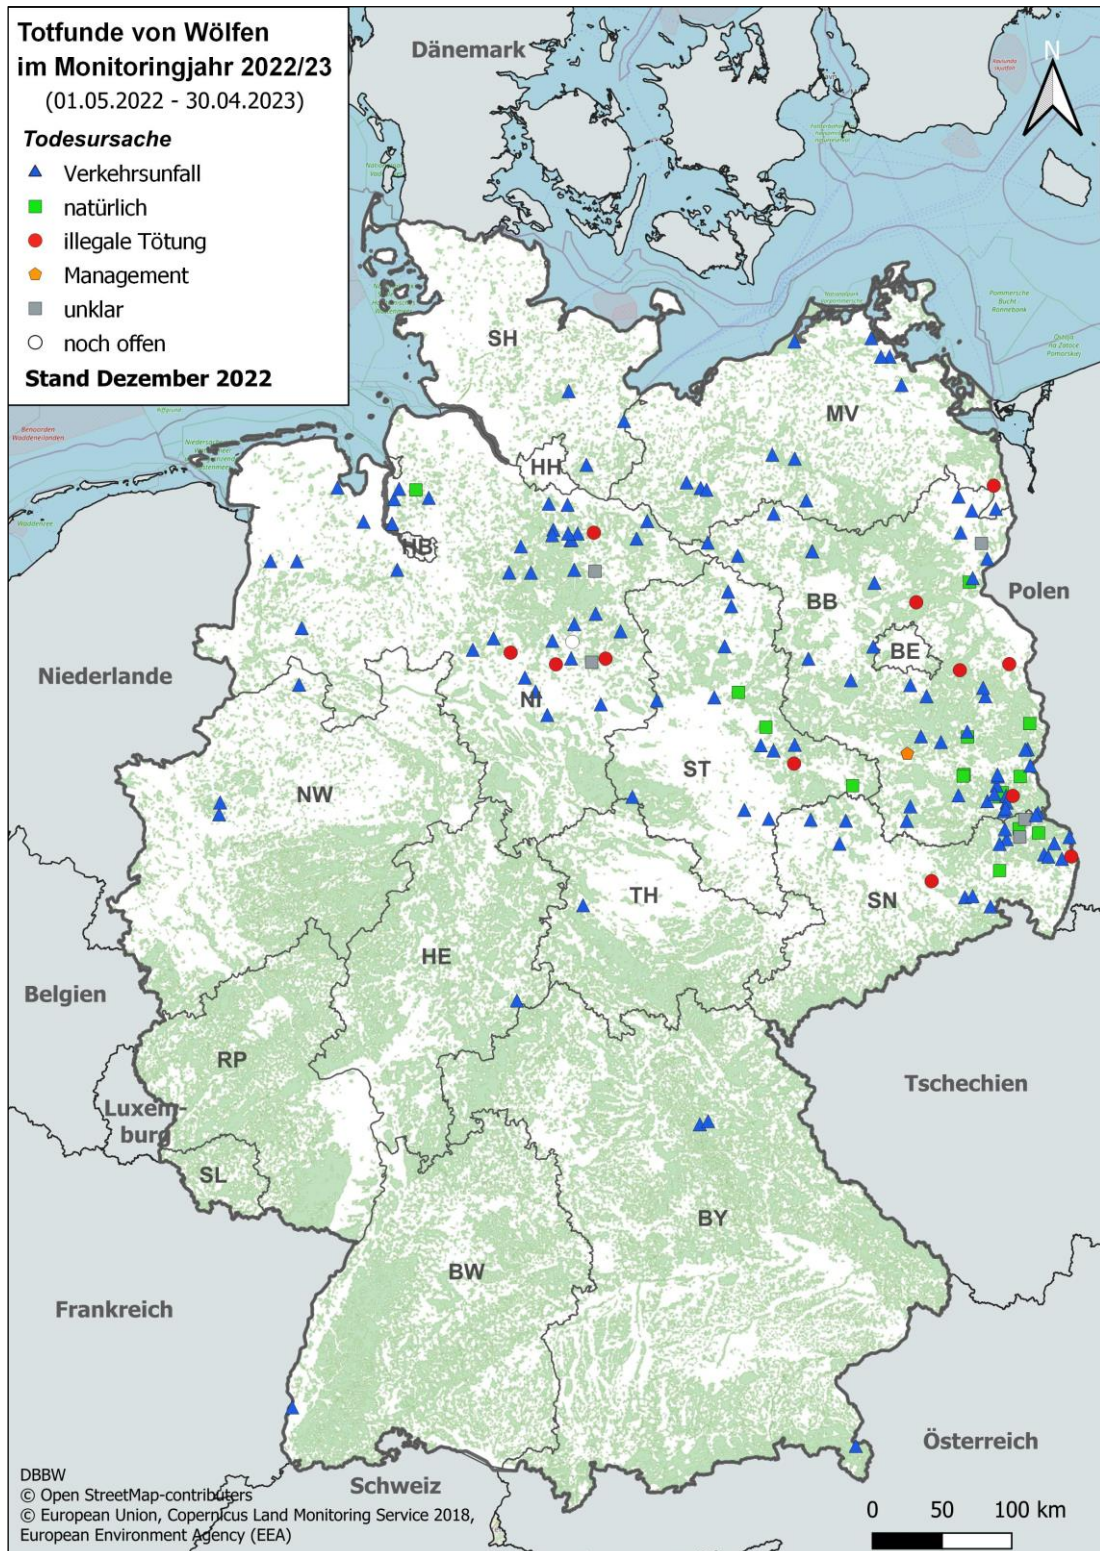 Totfunde von Wölfen
im Monitoringjahr 2022/23
(01.05.2022 - 30.04.2023)
Todesursache
Verkehrsunfall
natürlich
illegale Tötung
Management
unklar
noch offen
Stand Dezember 2022
Dänemark
N
SH
MV
HH
HB
Polen
BB
BE
Niederlande
NI
ST
NW
TH
SN
HE
Belgien
RP
Tschechien
Luxem-
burg
SL
BY
BW
Frankreich
Österreich
Schweiz
DBBW
© Open StreetMap-contributers
© European Union, Copernicus Land Monitoring Service 2018,
European Environment Agency (EEA)
0 50 100 km